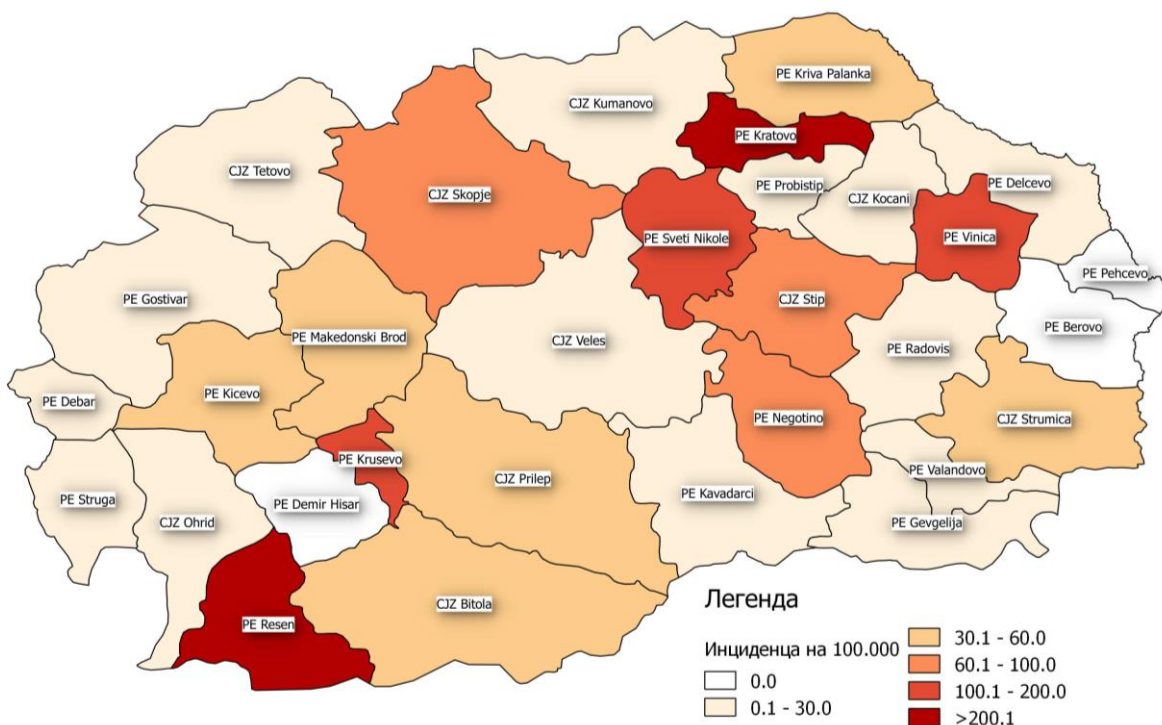 PE Kriva Palanka
CJZ Kumanovo
PE Kratovo
CJZ Tetovo
CJZ Skopje
PE Probistip
CJZ Kocani
PE Delcevo
PE Sveti Nikole
PE Vinica
PE Pehcevo
PE Gostivar
CJZ Stip
PE Berovo
PE Makedonski Brod
CJZ Veles
PE Radovis
PE Kicevo
PE Debar
PE Negotino
CJZ Strumica
PE Krusevo
PE Valandovo
CJZ Prilep
PE Kavadarci
PE Struga
PE Demir Hisar
CJZ Ohrid
PE Gevgelija
CJZ Bitola
PE Resen
Легенда
Инциденца на 100.000
0.0
0.1 - 30.0
30.1 - 60.0
60.1 - 100.0
100.1 - 200.0
>200.1